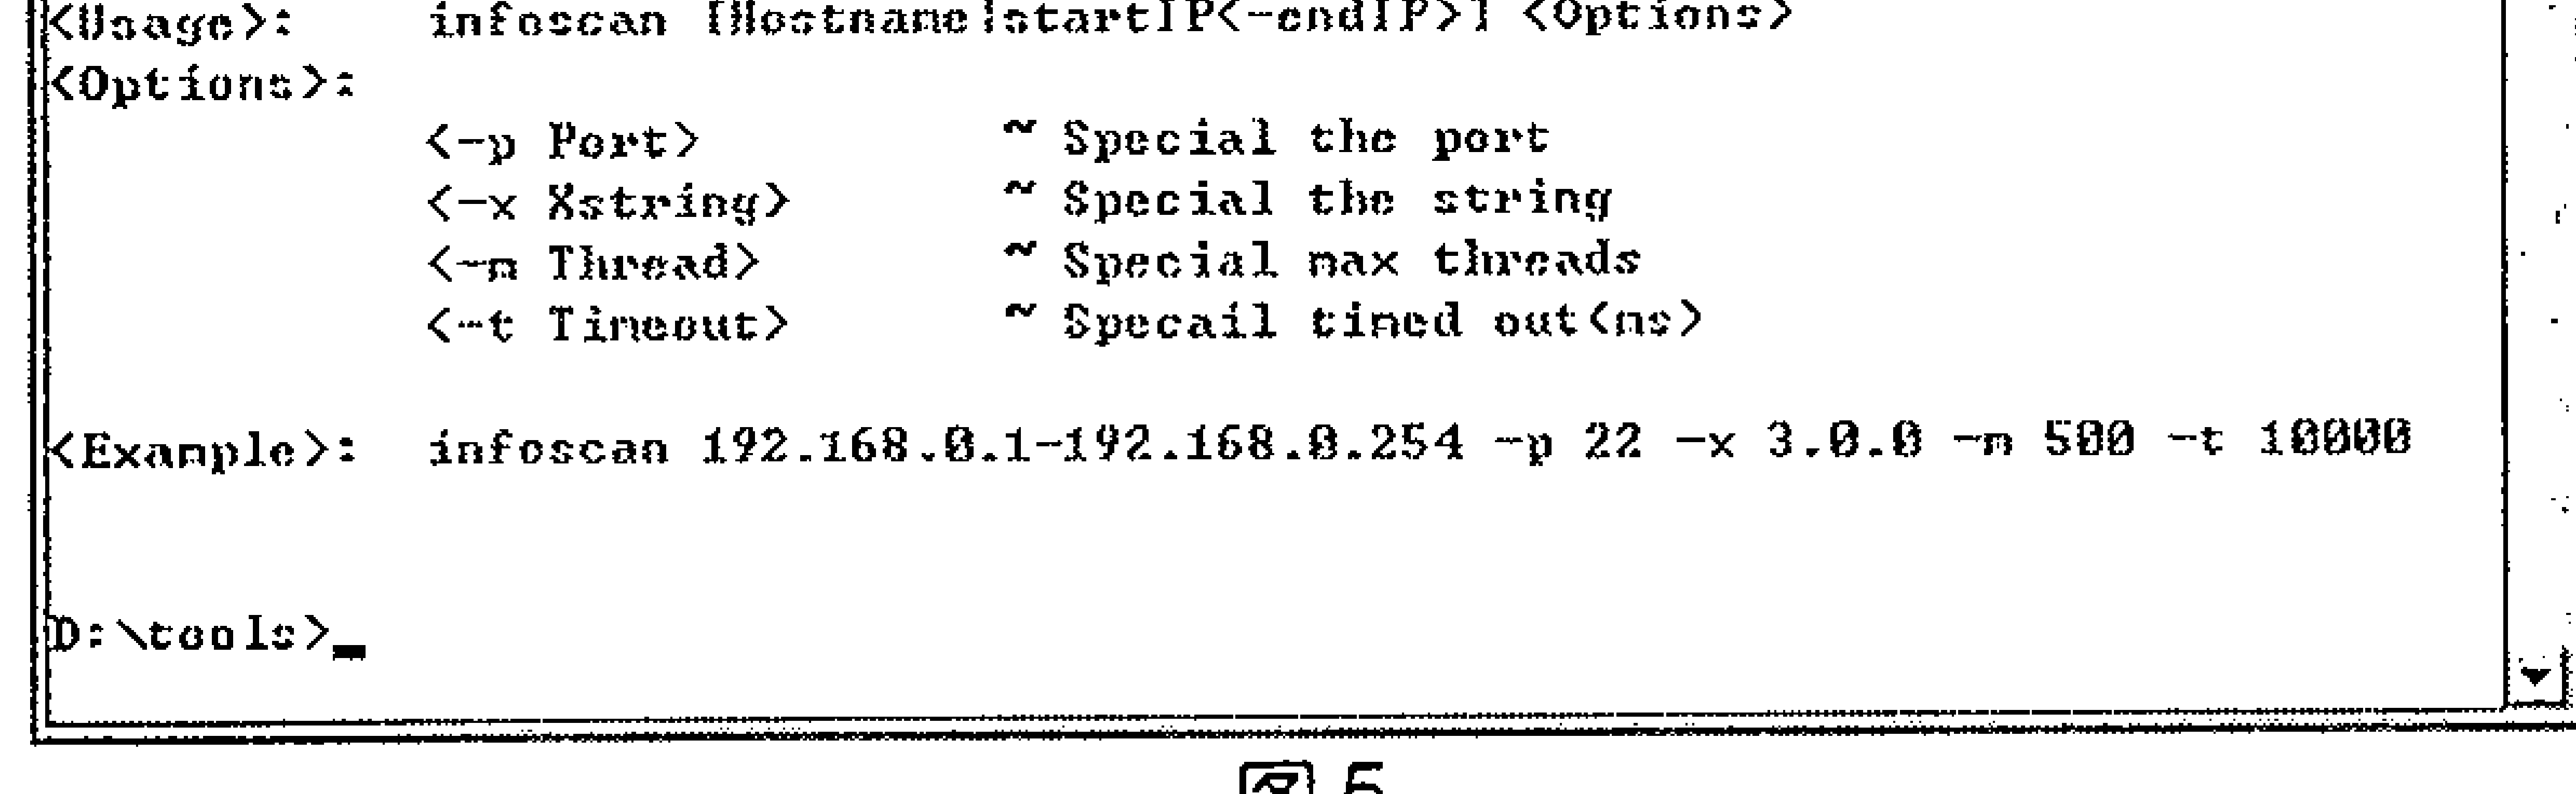 <Usage>: infoscan [Hostname|startIP<-endIP>] <Options>
<Options>:
<-p Port> ~ Special the port
<-x Xstring> ~ Special the string
<-m Thread> ~ Special max threads
<-t Timeout> ~ Specail timed out<ms>
<Example>: infoscan 192.168.0.1-192.168.0.254 -p 22 -x 3.0.0 -m 500 -t 10000
D:\tools>_